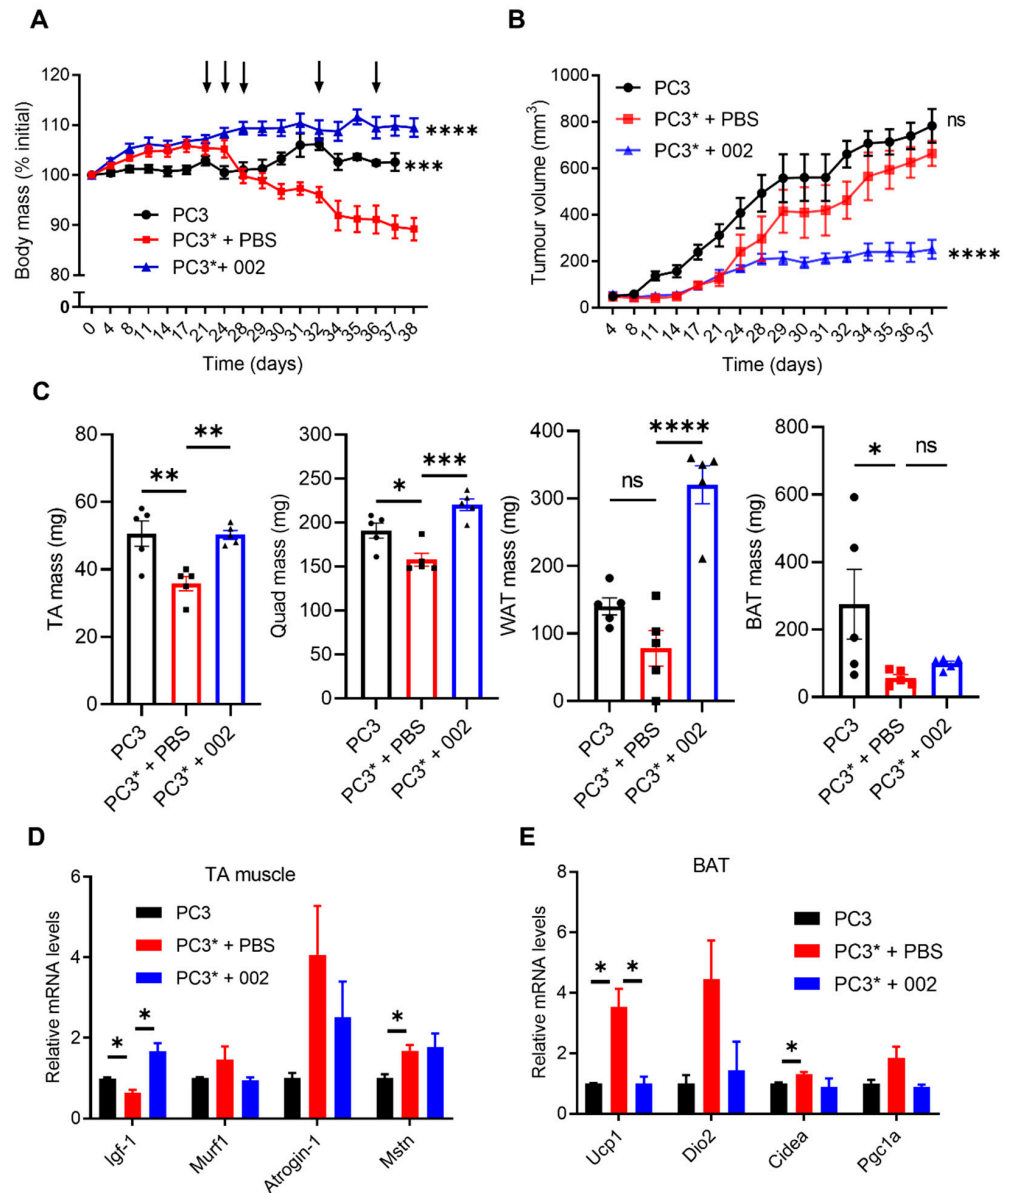 A
Body mass (% initial)
120
110
100
90
80
0
****
***
PC3
PC3* + PBS
PC3*+ 002
0 4 8 11 14 17 21 24 28 29 30 31 32 34 35 36 37 38
Time (days)
B
Tumour volume (mm³)
1000
800
600
400
200
0
PC3
PC3* + PBS
PC3* + 002
ns
****
4 8 11 14 17 21 24 28 29 30 31 32 34 35 36 37
Time (days)
C
TA mass (mg)
80
60
40
20
0
**
**
PC3
PC3* + PBS
PC3* + 002
Quad mass (mg)
300
250
200
150
100
50
0
*
***
PC3
PC3* + PBS
PC3* + 002
WAT mass (mg)
400
300
200
100
0
ns
****
PC3
PC3* + PBS
PC3* + 002
BAT mass (mg)
800
600
400
200
0
*
ns
PC3
PC3* + PBS
PC3* + 002
D
TA muscle
Relative mRNA levels
6
4
2
0
PC3
PC3* + PBS
PC3* + 002
*
*
*
Igf-1
Murf1
Atrogin-1
Mstn
E
BAT
Relative mRNA levels
8
6
4
2
0
PC3
PC3* + PBS
PC3* + 002
*
*
*
Ucp1
Dio2
Cidea
Pgc1a